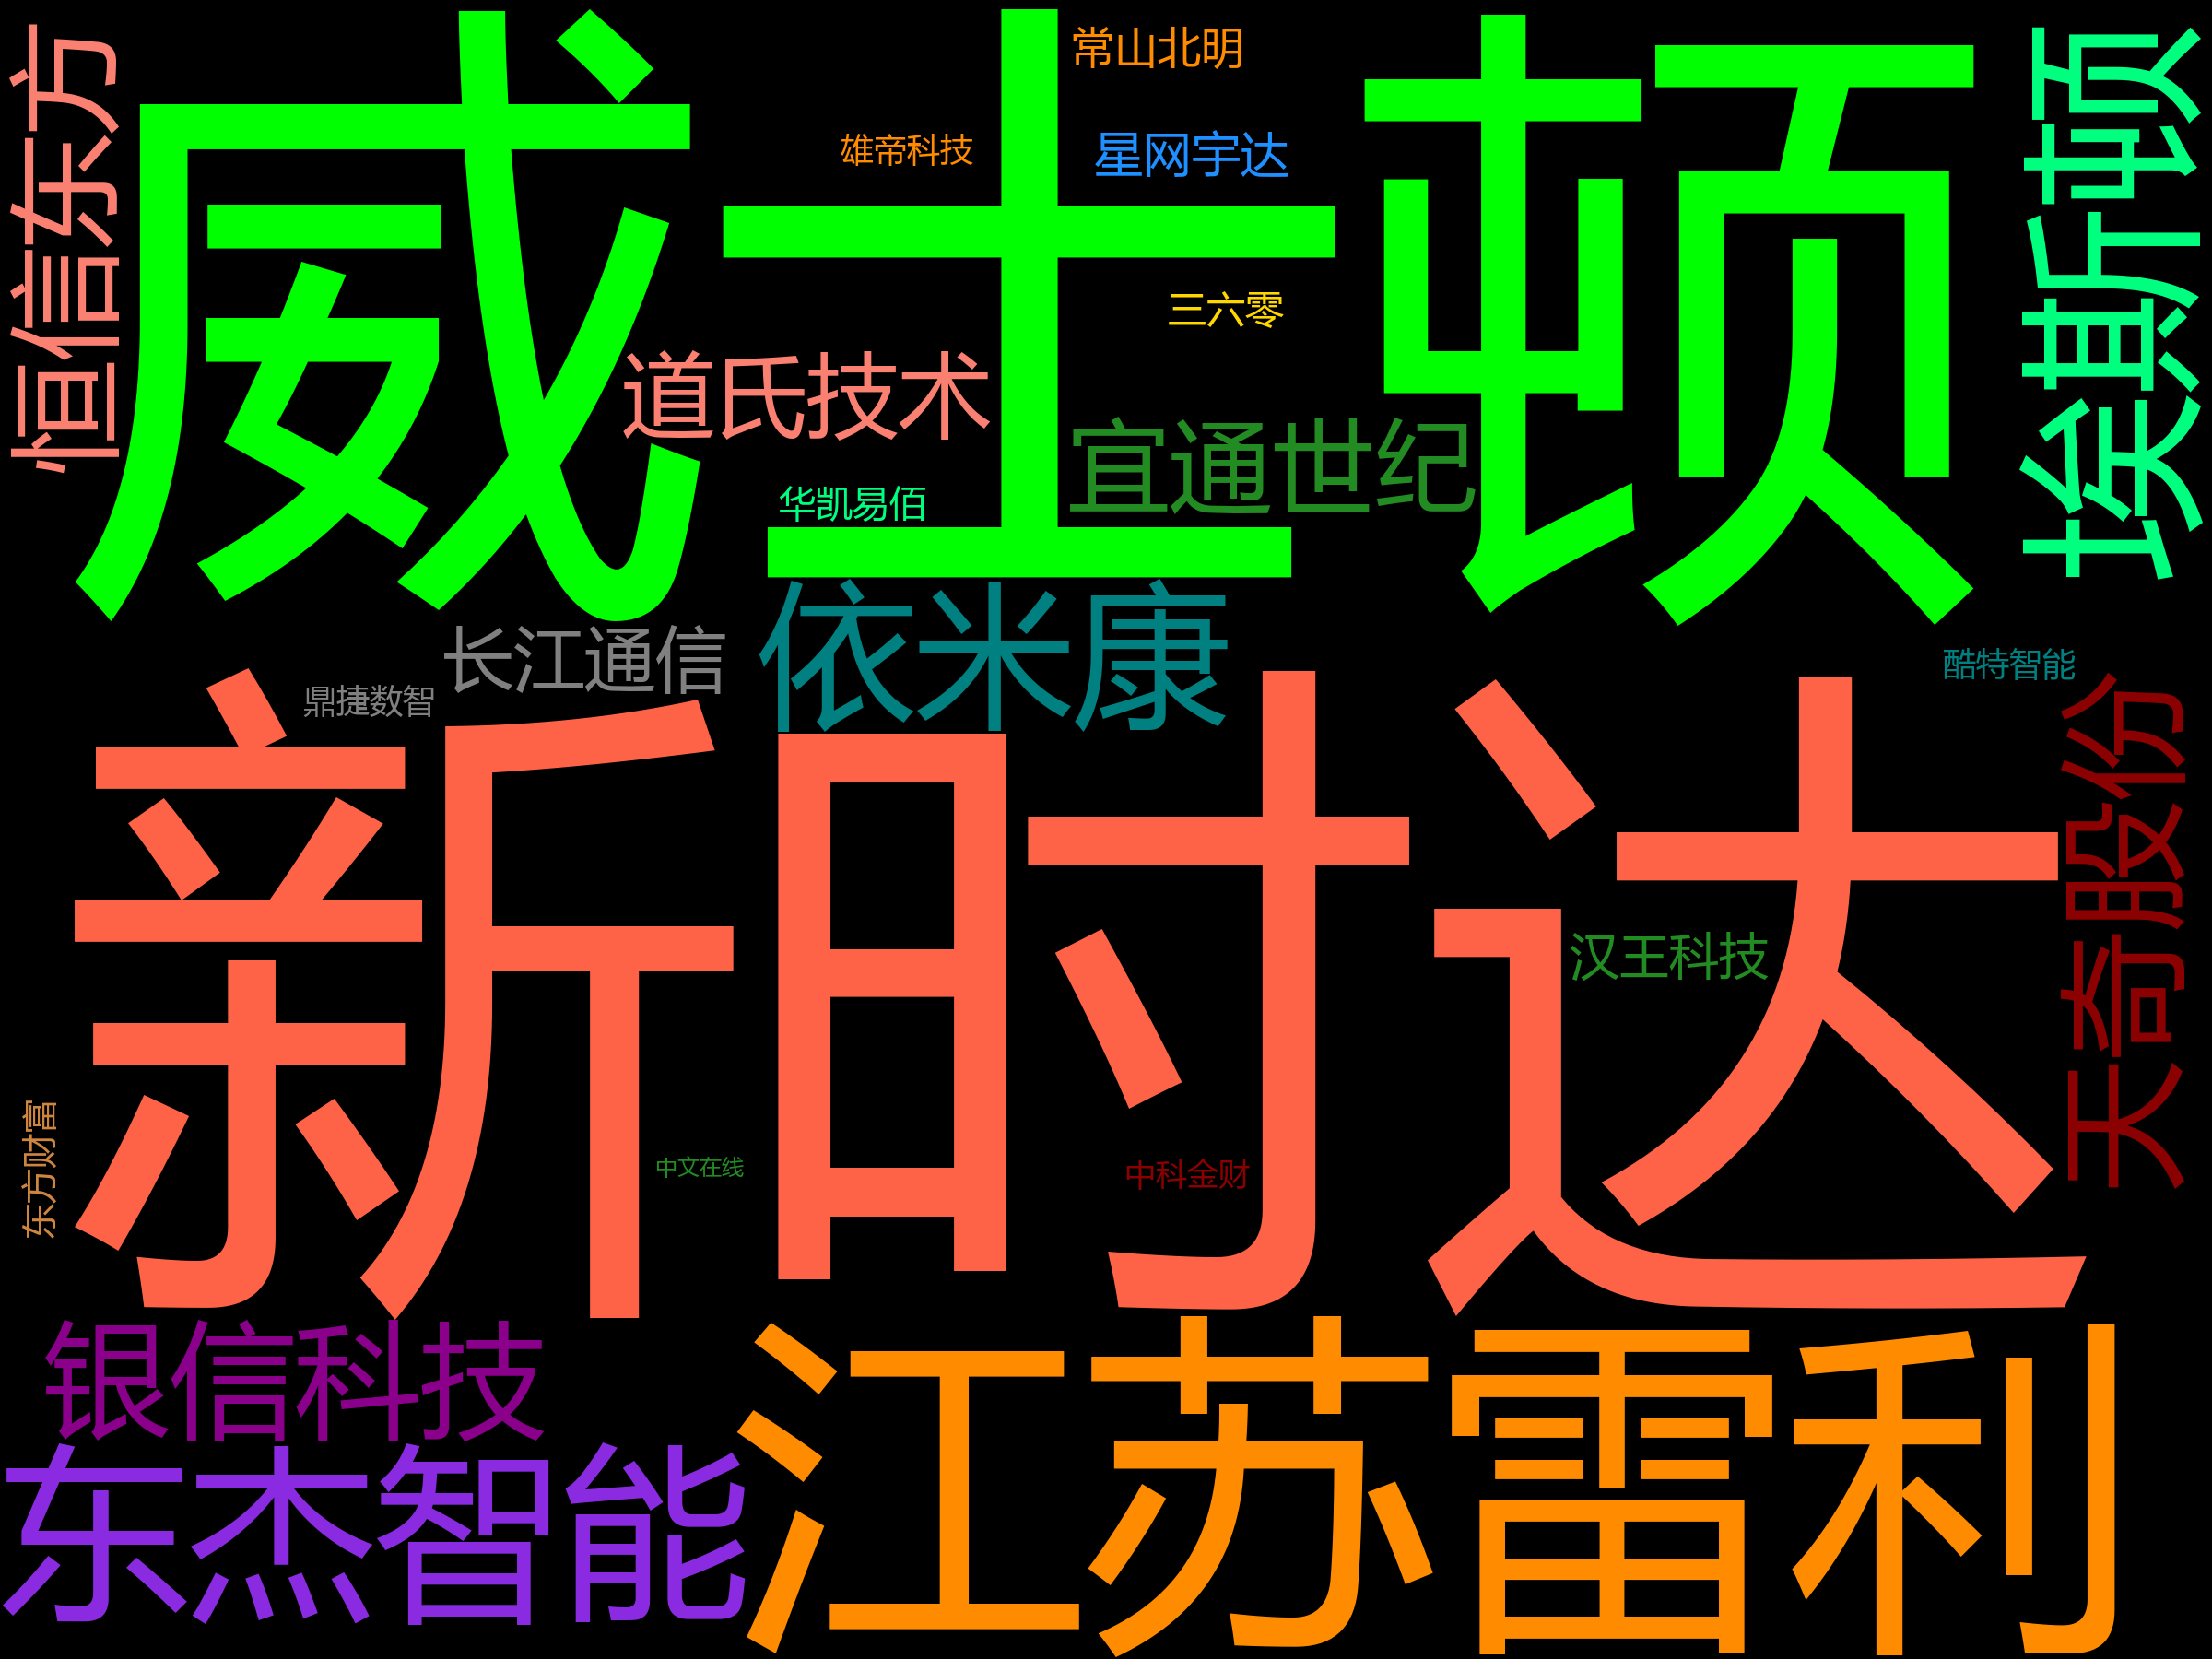 恒信东方
威士顿
常山北明
埃斯顿
雄帝科技
星网宇达
三六零
道氏技术
宜通世纪
华凯易佰
依米康
长江通信
鼎捷数智
酷特智能
新时达
天奇股份
汉王科技
东方财富
中文在线
中科金财
银信科技
江苏雷利
东杰智能